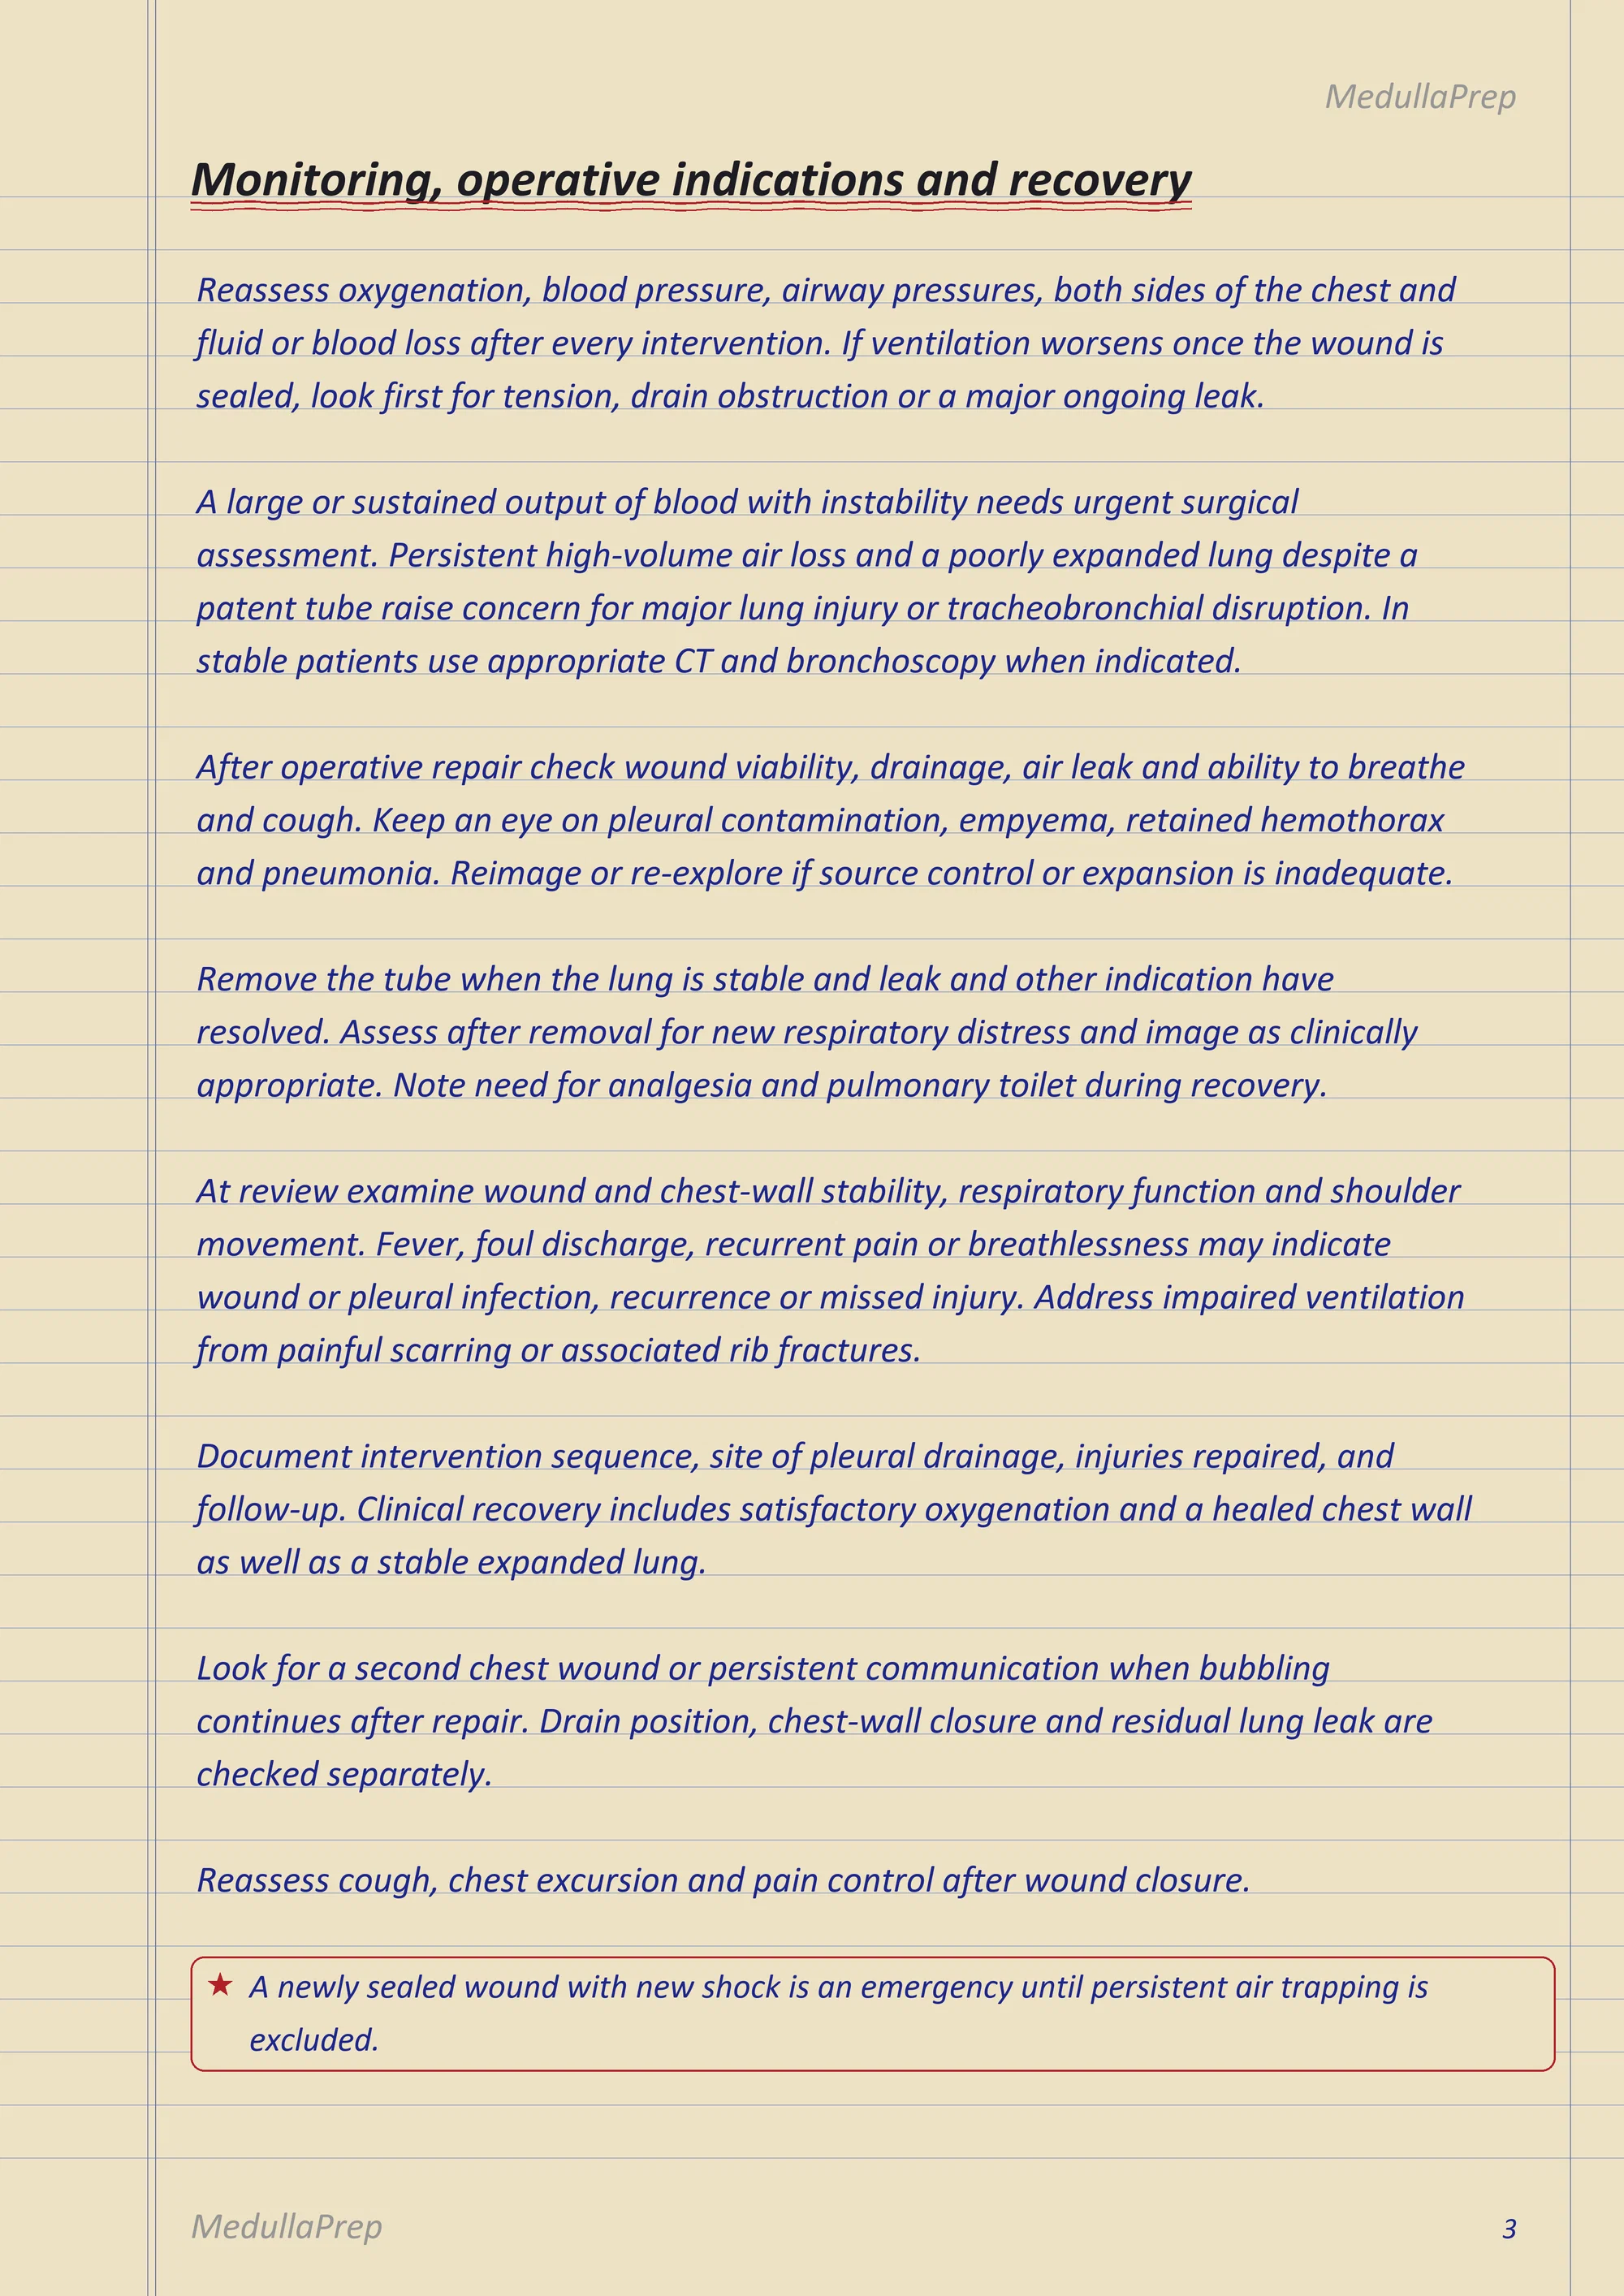 MedullaPrep
Monitoring, operative indications and recovery
Reassess oxygenation, blood pressure, airway pressures, both sides of the chest and
fluid or blood loss after every intervention. If ventilation worsens once the wound is
sealed, look first for tension, drain obstruction or a major ongoing leak.
A large or sustained output of blood with instability needs urgent surgical
assessment. Persistent high-volume air loss and a poorly expanded lung despite a
patent tube raise concern for major lung injury or tracheobronchial disruption. In
stable patients use appropriate CT and bronchoscopy when indicated.
After operative repair check wound viability, drainage, air leak and ability to breathe
and cough. Keep an eye on pleural contamination, empyema, retained hemothorax
and pneumonia. Reimage or re-explore if source control or expansion is inadequate.
Remove the tube when the lung is stable and leak and other indication have
resolved. Assess after removal for new respiratory distress and image as clinically
appropriate. Note need for analgesia and pulmonary toilet during recovery.
At review examine wound and chest-wall stability, respiratory function and shoulder
movement. Fever, foul discharge, recurrent pain or breathlessness may indicate
wound or pleural infection, recurrence or missed injury. Address impaired ventilation
from painful scarring or associated rib fractures.
Document intervention sequence, site of pleural drainage, injuries repaired, and
follow-up. Clinical recovery includes satisfactory oxygenation and a healed chest wall
as well as a stable expanded lung.
Look for a second chest wound or persistent communication when bubbling
continues after repair. Drain position, chest-wall closure and residual lung leak are
checked separately.
Reassess cough, chest excursion and pain control after wound closure.
★ A newly sealed wound with new shock is an emergency until persistent air trapping is
excluded.
MedullaPrep
3